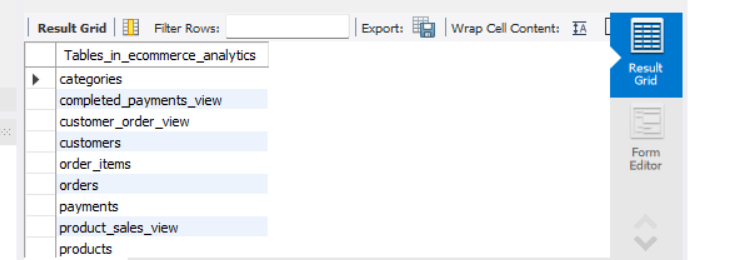 Result Grid Filter Rows: Export: Wrap Cell Content: IA
Tables_in_ecommerce_analytics
categories
completed_payments_view
customer_order_view
customers
order_items
orders
payments
product_sales_view
products
Result
Grid
Form
Editor